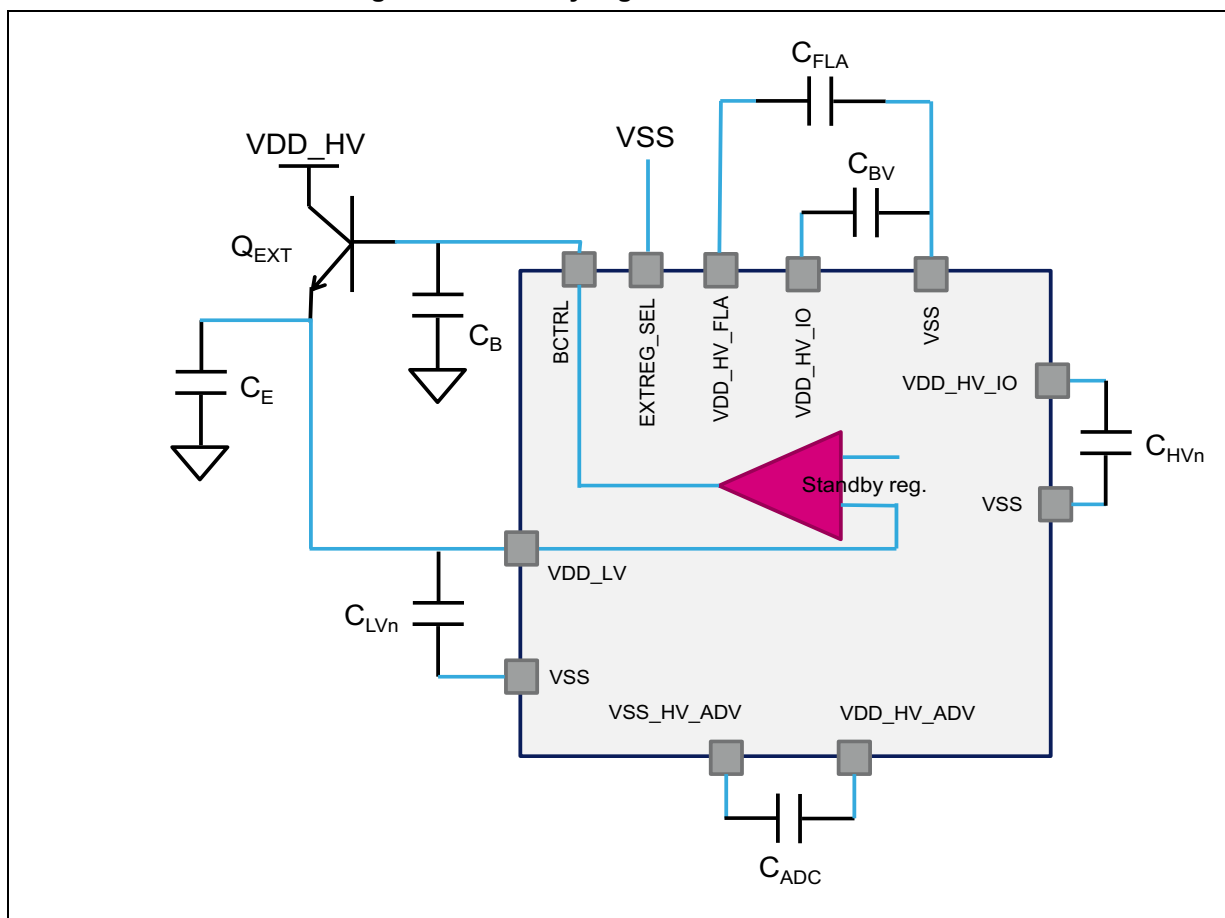 C_FLA
VDD_HV
VSS
C_BV
Q_EXT
C_B
C_E
BCTRL
EXTREG_SEL
VDD_HV_FLA
VDD_HV_IO
VSS
VDD_HV_IO
C_HVn
VSS
Standby reg.
VDD_LV
C_LVn
VSS
VSS_HV_ADV
VDD_HV_ADV
C_ADC